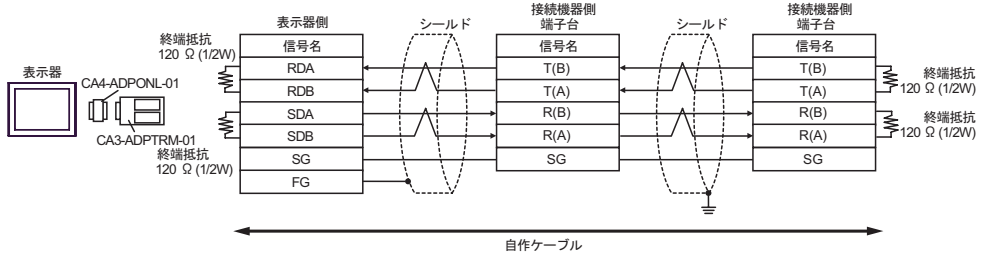 表示器
CA4-ADPONL-01
CA3-ADPTRM-01
終端抵抗
120 Ω (1/2W)
終端抵抗
120 Ω (1/2W)
表示器側
信号名
RDA
RDB
SDA
SDB
SG
FG
シールド
接続機器側
端子台
信号名
T(B)
T(A)
R(B)
R(A)
SG
シールド
接続機器側
端子台
信号名
T(B)
T(A)
R(B)
R(A)
SG
終端抵抗
120 Ω (1/2W)
終端抵抗
120 Ω (1/2W)
自作ケーブル